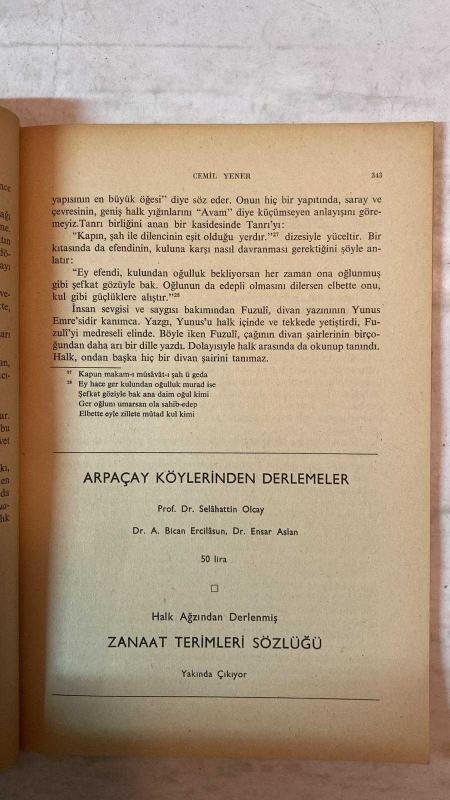 CEMİL YENER 343
yapısının en büyük öğesi" diye söz eder. Onun hiç bir yapıtında, saray ve
çevresinin, geniş halk yığınlarını "Avam" diye küçümseyen anlayışını göre-
meyiz.Tanrı birliğini anan bir kasidesinde Tanrı'yı:
"Kapın, şah ile dilencinin eşit olduğu yerdır."27 dizesiyle yüceltir. Bir
kıtasında da efendinin, kuluna karşı nasıl davranması gerektiğini şöyle an-
latır:
"Ey efendi, kulundan oğulluk bekliyorsan her zaman ona oğlunmuş
gibi şefkat gözüyle bak. Oğlunun da edepli olmasını dilersen elbette onu,
kul gibi güçlüklere alıştır."28
İnsan sevgisi ve saygısı bakımından Fuzulî, divan yazınının Yunus
Emre'sidir kanımca. Yazgı, Yunus'u halk içinde ve tekkede yetiştirdi, Fu-
zulî'yi medreseli elinde. Böyle iken Fuzulî, çağının divan şairlerinin birço-
ğundan daha arı bir dille yazdı. Dolayısiyle halk arasında da okunup tanındı.
Halk, ondan başka hiç bir divan şairini tanımaz.
27 Kapun makam-ı müsâvât-ı şah ü geda
28 Ey hace ger kulundan oğulluk murad ise
Şefkat göziyle bak ana daim oğul kimi
Ger oğlunı umarsan ola sahib-edep
Elbette eyle zillete mûtad kul kimi
ARPAÇAY KÖYLERİNDEN DERLEMELER
Prof. Dr. Selâhattin Olcay
Dr. A. Bican Ercilâsun, Dr. Ensar Aslan
50 lira
Halk Ağzından Derlenmiş
ZANAAT TERİMLERİ SÖZLÜĞÜ
Yakında Çıkıyor